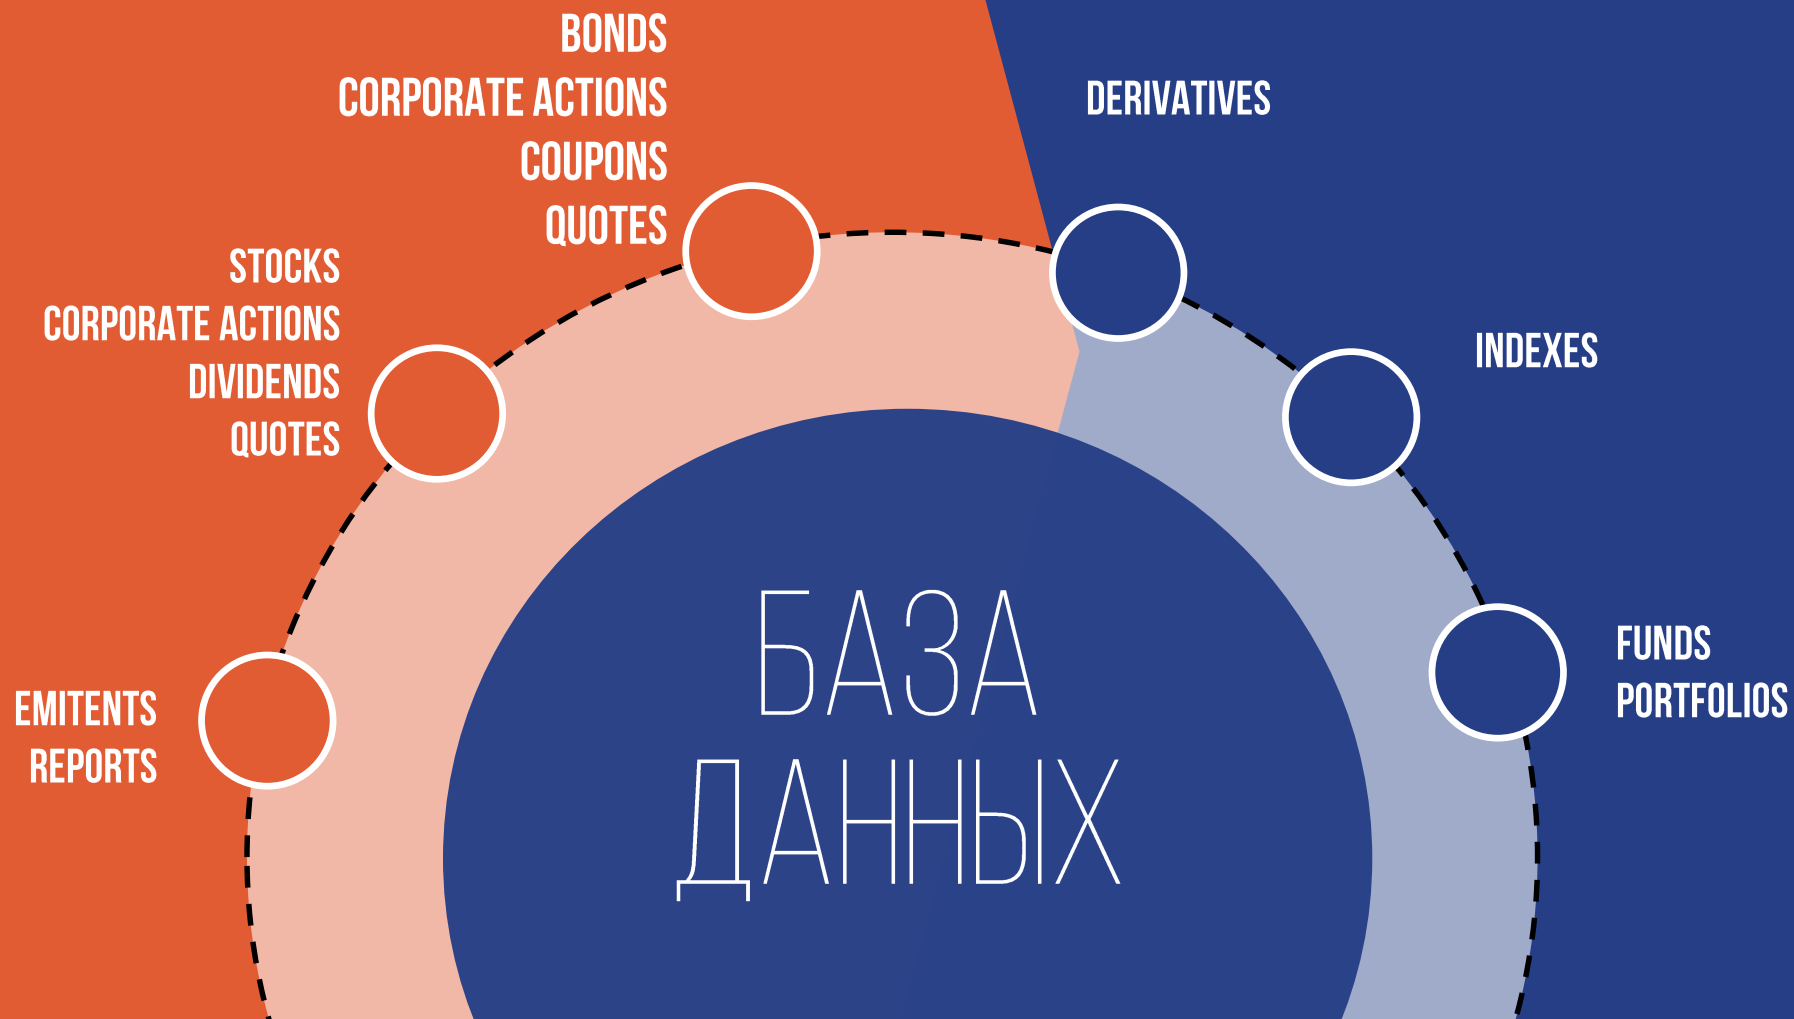 BONDS
CORPORATE ACTIONS
COUPONS
QUOTES
DERIVATIVES
STOCKS
CORPORATE ACTIONS
DIVIDENDS
QUOTES
INDEXES
EMITENTS
REPORTS
FUNDS
PORTFOLIOS
БАЗА
ДАННЫХ